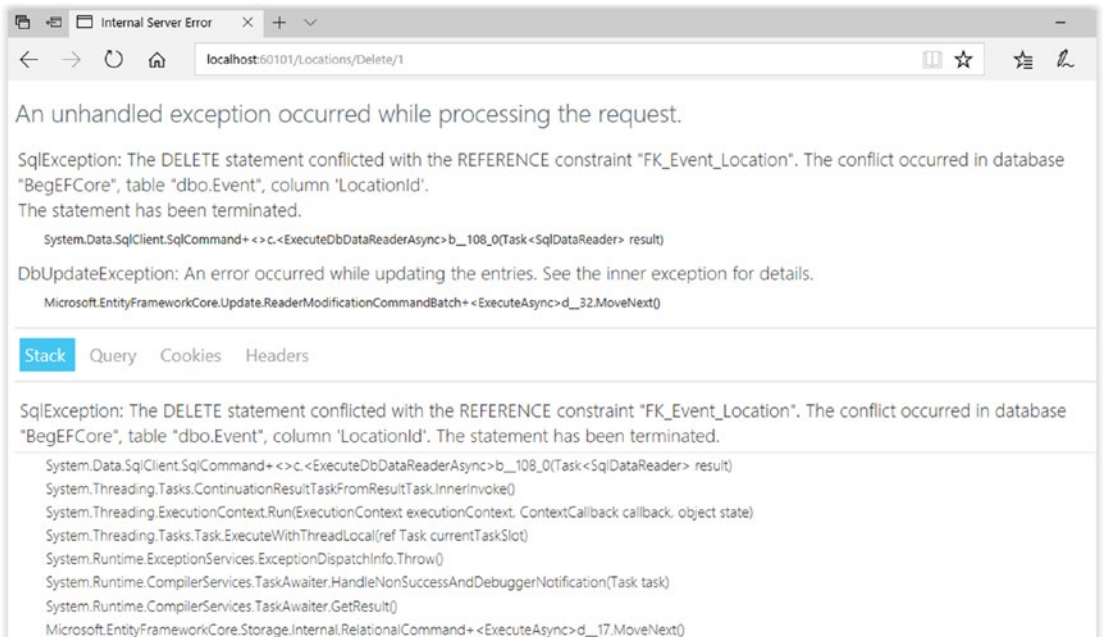 Internal Server Error
localhost:60101/Locations/Delete/1
An unhandled exception occurred while processing the request.
SqlException: The DELETE statement conflicted with the REFERENCE constraint "FK_Event_Location". The conflict occurred in database
"BegEFCore", table "dbo.Event", column 'LocationId'.
The statement has been terminated.
System.Data.SqlClient.SqlCommand+<>c.<ExecuteDbDataReaderAsync>b__108_0(Task<SqlDataReader> result)
DbUpdateException: An error occurred while updating the entries. See the inner exception for details.
Microsoft.EntityFrameworkCore.Update.ReaderModificationCommandBatch+<ExecuteAsync>d__32.MoveNext()
Stack Query Cookies Headers
SqlException: The DELETE statement conflicted with the REFERENCE constraint "FK_Event_Location". The conflict occurred in database
"BegEFCore", table "dbo.Event", column 'LocationId'. The statement has been terminated.
System.Data.SqlClient.SqlCommand+<>c.<ExecuteDbDataReaderAsync>b__108_0(Task<SqlDataReader> result)
System.Threading.Tasks.ContinuationResultTaskFromResultTask.InnerInvoke()
System.Threading.ExecutionContext.Run(ExecutionContext executionContext, ContextCallback callback, object state)
System.Threading.Tasks.Task.ExecuteWithThreadLocal(ref Task currentTaskSlot)
System.Runtime.ExceptionServices.ExceptionDispatchInfo.Throw()
System.Runtime.CompilerServices.TaskAwaiter.HandleNonSuccessAndDebuggerNotification(Task task)
System.Runtime.CompilerServices.TaskAwaiter.GetResult()
Microsoft.EntityFrameworkCore.Storage.Internal.RelationalCommand+<ExecuteAsync>d__17.MoveNext()